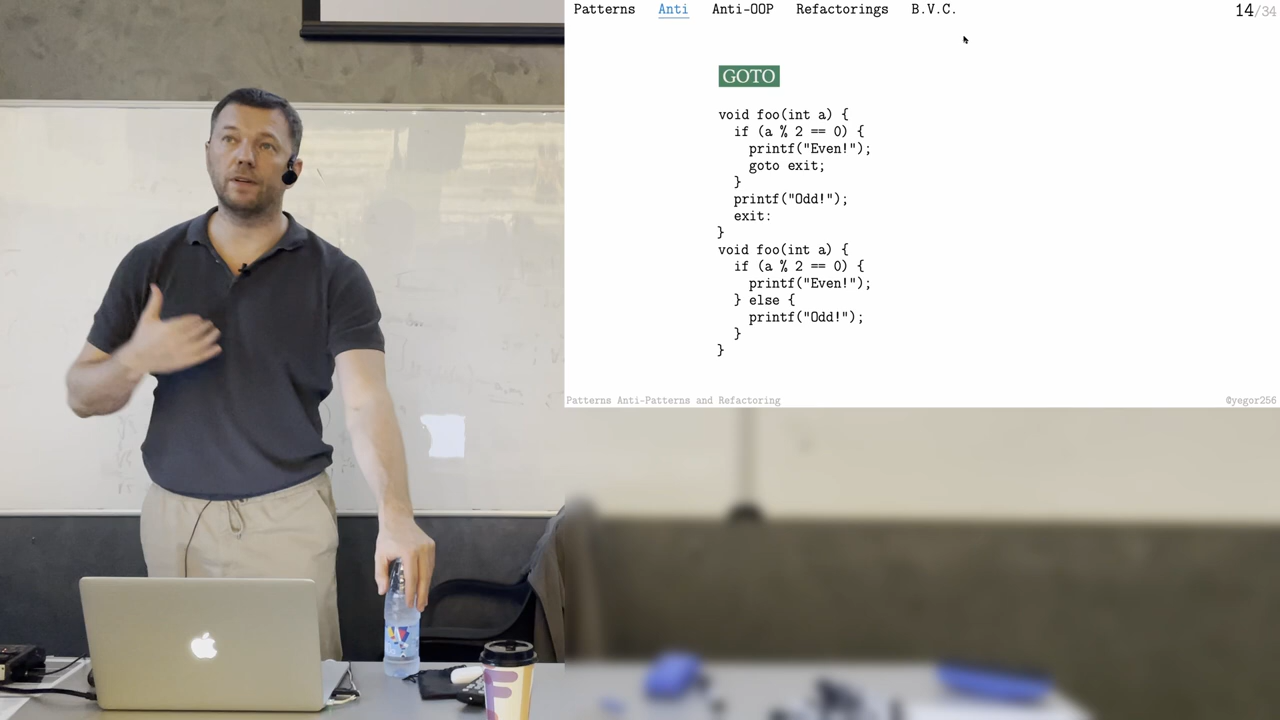 Patterns Anti Anti-OOP Refactorings B.V.C. 14/34
GOTO
void foo(int a) {
if (a % 2 == 0) {
printf("Even!");
goto exit;
}
printf("Odd!");
exit:
}
void foo(int a) {
if (a % 2 == 0) {
printf("Even!");
} else {
printf("Odd!");
}
}
Patterns Anti-Patterns and Refactoring @yegor256